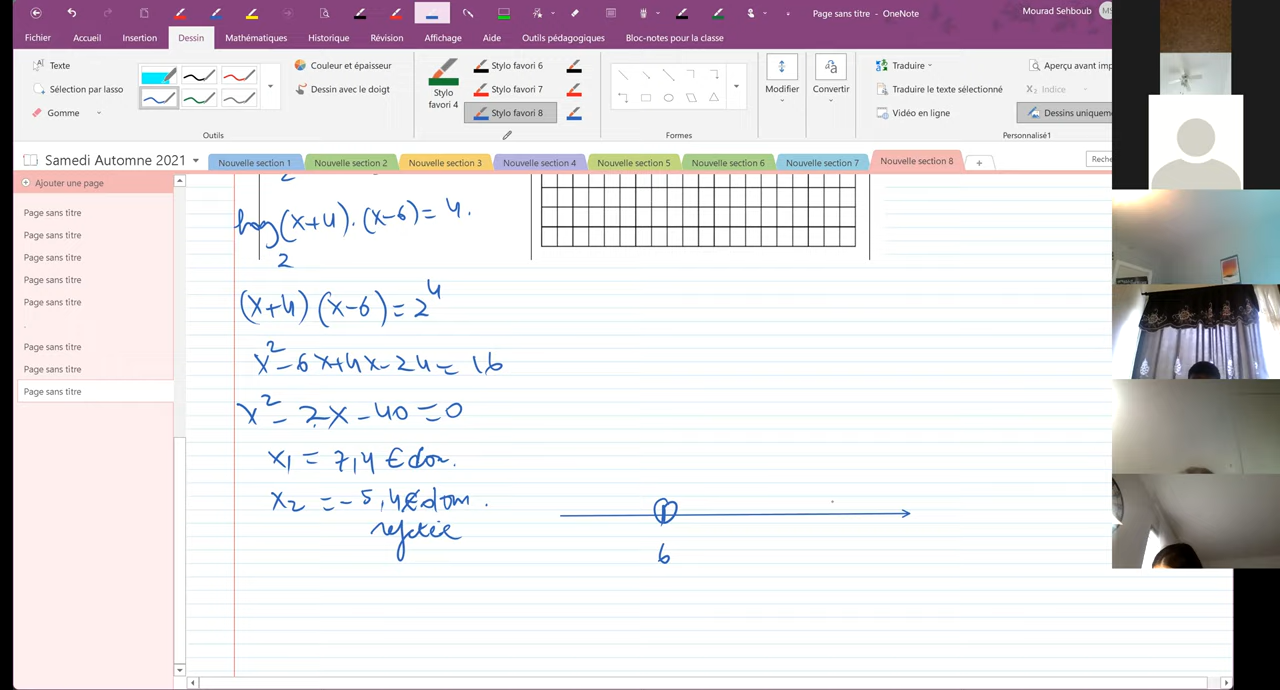 Page sans titre - OneNote
Mourad Sehboub
Fichier Accueil Insertion Dessin Mathématiques Historique Révision Affichage Aide Outils pédagogiques Bloc-notes pour la classe
Texte
Sélection par lasso
Gomme
Outils
Couleur et épaisseur
Dessin avec le doigt
Stylo favori 4
Stylo favori 6
Stylo favori 7
Stylo favori 8
Formes
Modifier
Convertir
Traduire
Traduire le texte sélectionné
Vidéo en ligne
Aperçu avant imp
Indice
Dessins uniqueme
Personnalisé1
Samedi Automne 2021
Nouvelle section 1 Nouvelle section 2 Nouvelle section 3 Nouvelle section 4 Nouvelle section 5 Nouvelle section 6 Nouvelle section 7 Nouvelle section 8
Reche
Ajouter une page
Page sans titre
Page sans titre
Page sans titre
Page sans titre
Page sans titre
.
Page sans titre
Page sans titre
Page sans titre
2
log₂(x+4).(x-6)=4.
(x+4)(x-6)=2⁴
x²-6x+4x-24=16
x²-2x-40=0
x₁=7,4 ∈ dom.
x₂=-5,4 ∉ dom.
rejetée
6